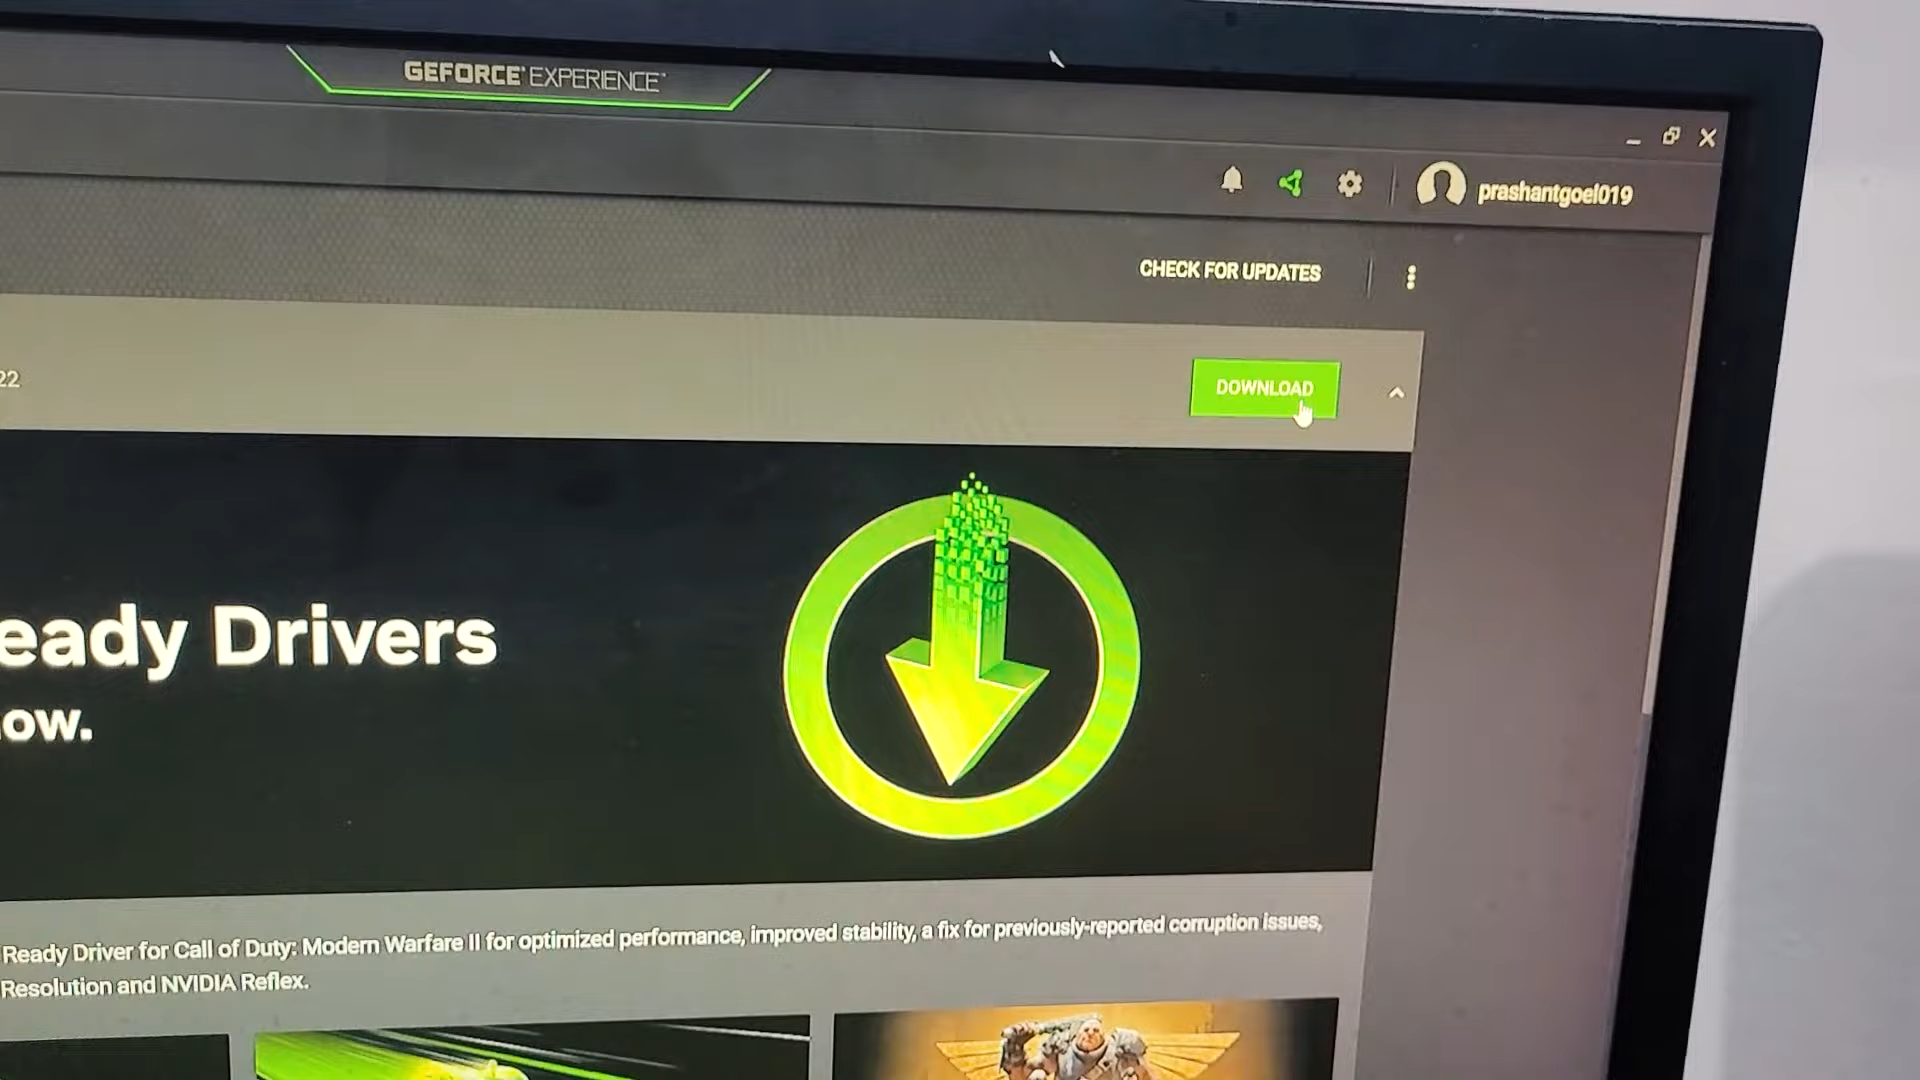 GEFORCE EXPERIENCE
prashantgoel019
CHECK FOR UPDATES
22
DOWNLOAD
eady Drivers
ow.
Ready Driver for Call of Duty: Modern Warfare II for optimized performance, improved stability, a fix for previously-reported corruption issues,
Resolution and NVIDIA Reflex.